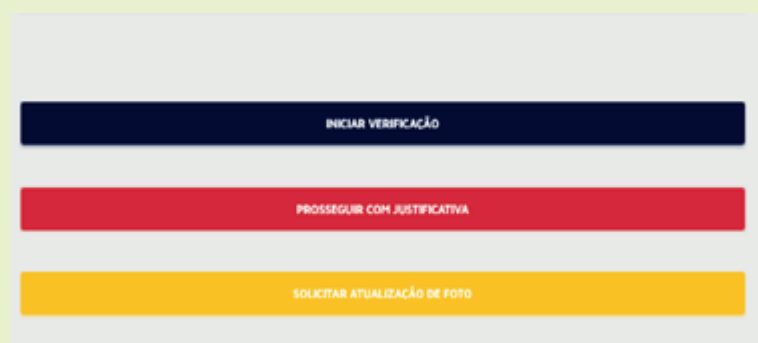 INICIAR VERIFICAÇÃO
PROSSEGUIR COM JUSTIFICATIVA
SOLICITAR ATUALIZAÇÃO DE FOTO